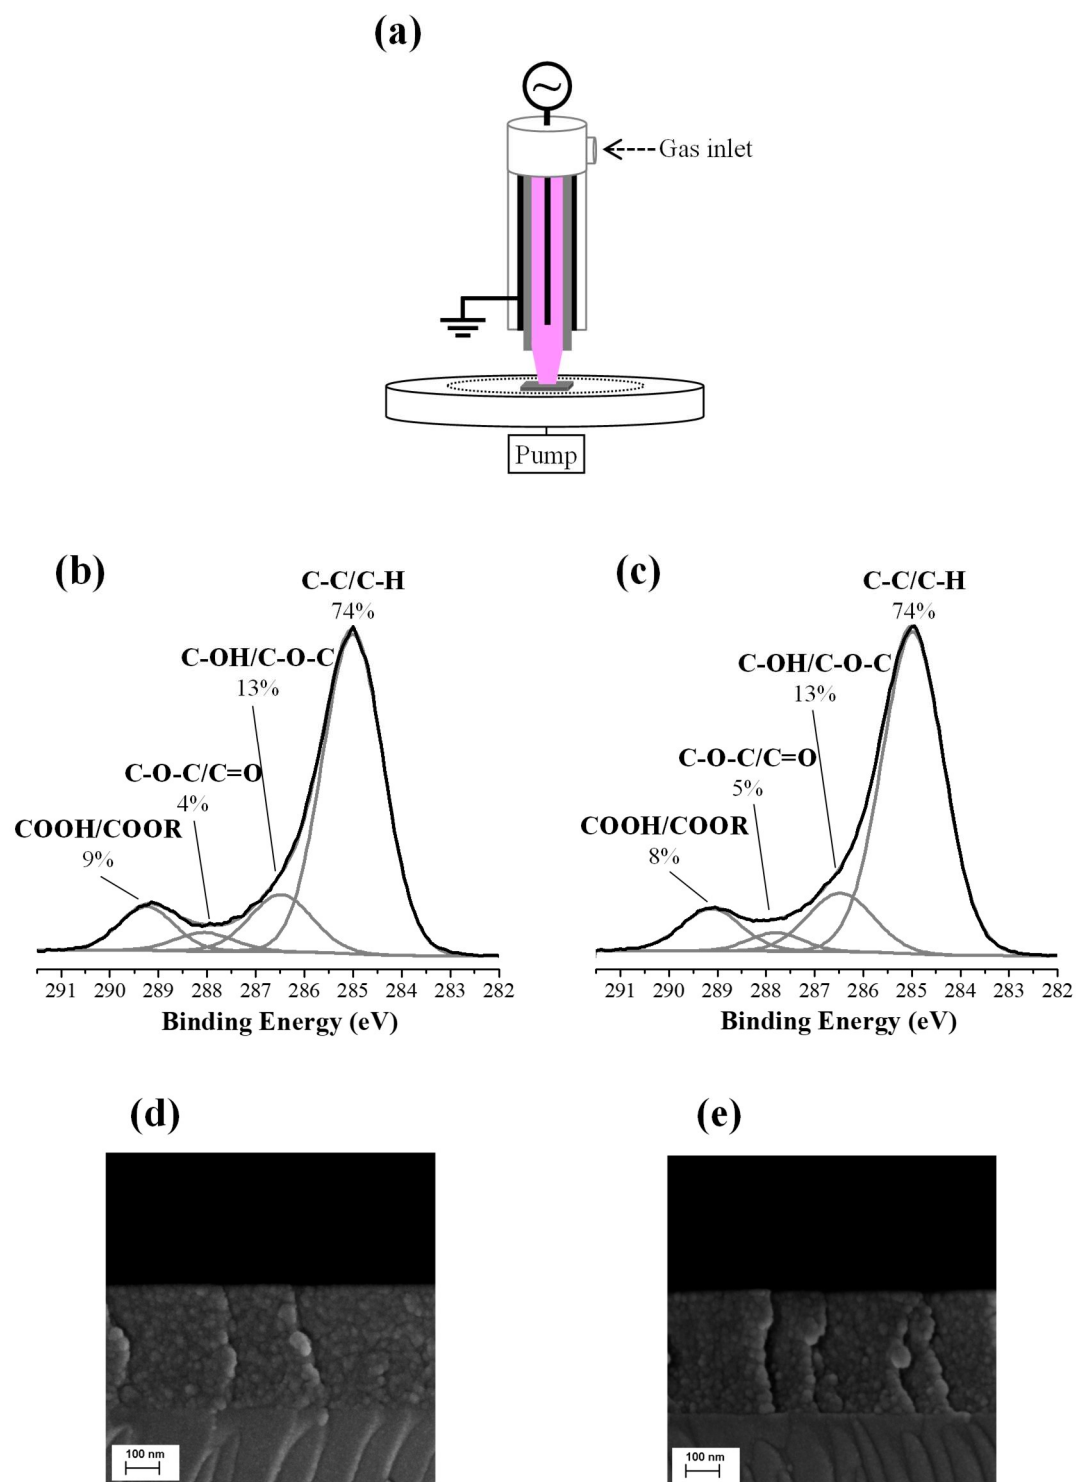 (a)
~
Gas inlet
Pump
(b)
C-C/C-H
74%
C-OH/C-O-C
13%
C-O-C/C=O
4%
COOH/COOR
9%
291 290 289 288 287 286 285 284 283 282
Binding Energy (eV)
(c)
C-C/C-H
74%
C-OH/C-O-C
13%
C-O-C/C=O
5%
COOH/COOR
8%
291 290 289 288 287 286 285 284 283 282
Binding Energy (eV)
(d)
100 nm
(e)
100 nm